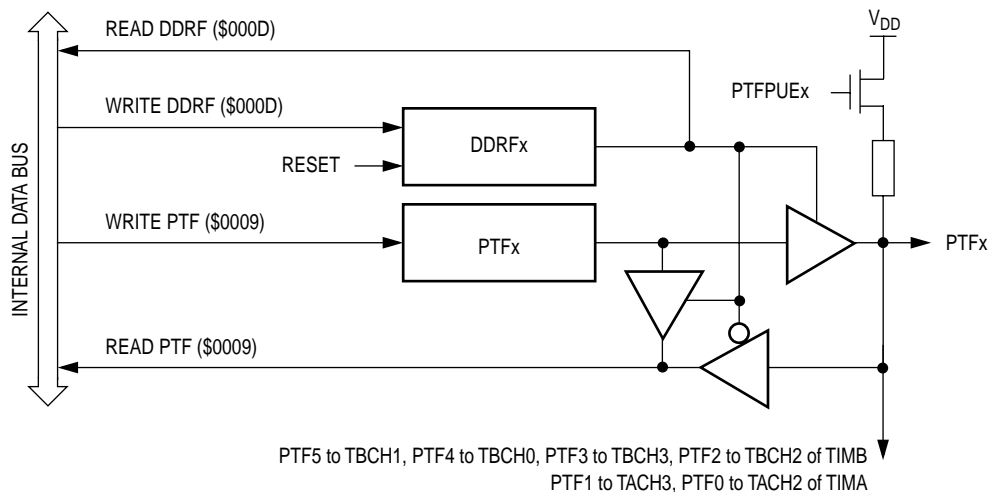 READ DDRF ($000D)
V_DD
WRITE DDRF ($000D)
PTFPUEx
DDRFx
RESET
WRITE PTF ($0009)
PTFx
PTFx
READ PTF ($0009)
INTERNAL DATA BUS
PTF5 to TBCH1, PTF4 to TBCH0, PTF3 to TBCH3, PTF2 to TBCH2 of TIMB
PTF1 to TACH3, PTF0 to TACH2 of TIMA